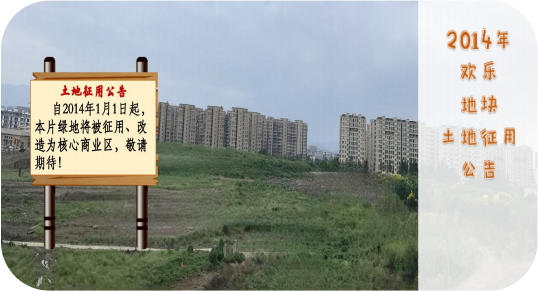 土地征用公告
自2014年1月1日起，
本片绿地将被征用、改
造为核心商业区，敬请
期待！
2014年
欢乐
地块
土地征用
公告